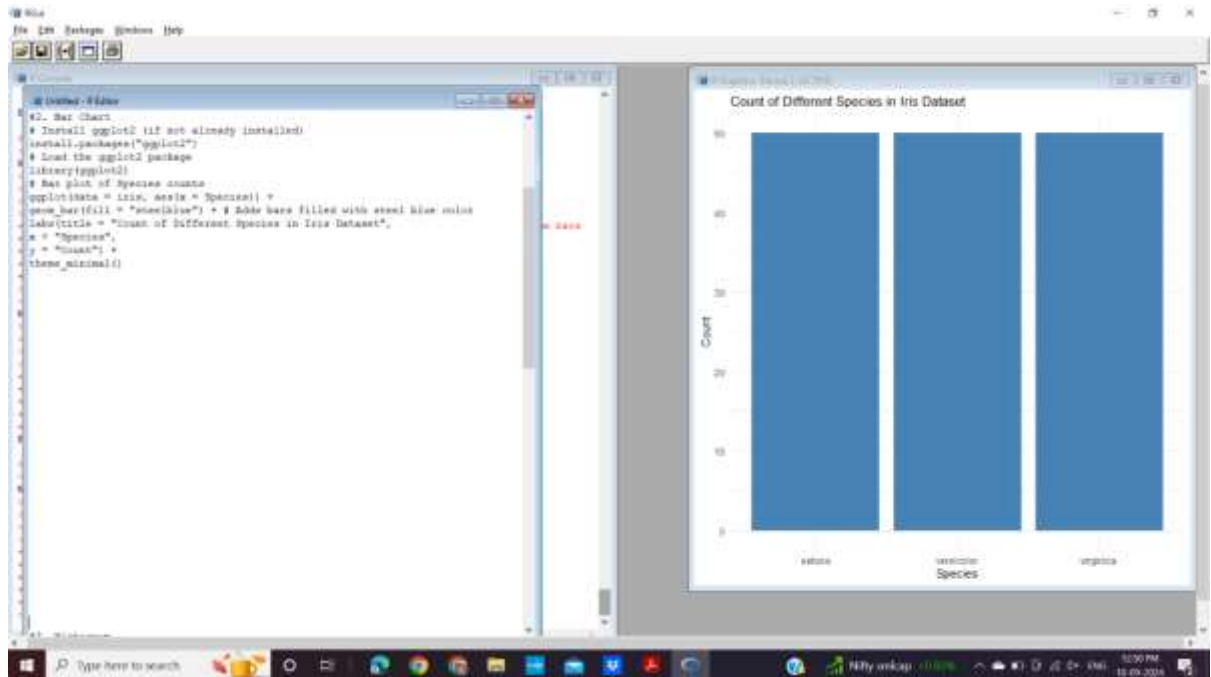 RGui
File Edit Packages Windows Help
R Console
Untitled - R Editor
#2. Bar Chart
# Install ggplot2 (if not already installed)
install.packages("ggplot2")
# Load the ggplot2 package
library(ggplot2)
# Bar plot of Species counts
ggplot(data = iris, aes(x = Species)) +
geom_bar(fill = "steelblue") + # Adds bars filled with steel blue color
labs(title = "Count of Different Species in Iris Dataset",
x = "Species",
y = "Count") +
theme_minimal()
Count of Different Species in Iris Dataset
50
40
30
20
10
0
Count
setosa
versicolor
virginica
Species
Type here to search
Nifty smlcap
ENG
12:50 PM